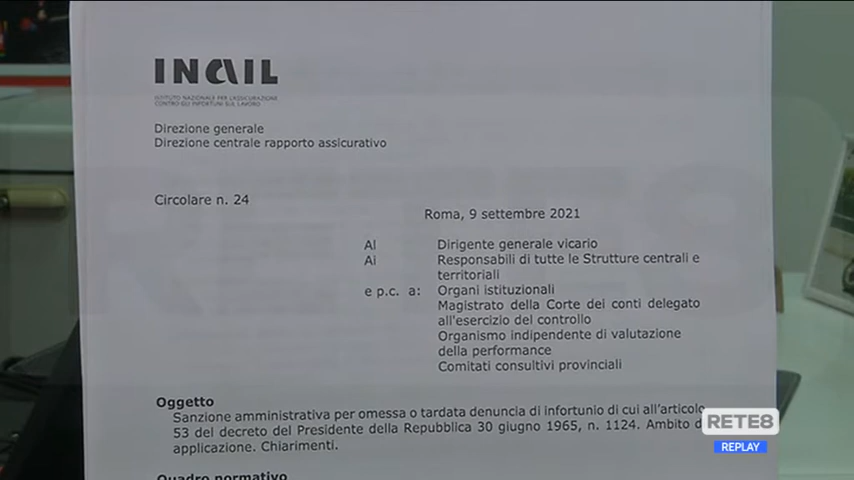 INAIL
ISTITUTO NAZIONALE PER L'ASSICURAZIONE
CONTRO GLI INFORTUNI SUL LAVORO
Direzione generale
Direzione centrale rapporto assicurativo
Circolare n. 24
Roma, 9 settembre 2021
Al Dirigente generale vicario
Ai Responsabili di tutte le Strutture centrali e
territoriali
e p.c. a: Organi istituzionali
Magistrato della Corte dei conti delegato
all'esercizio del controllo
Organismo indipendente di valutazione
della performance
Comitati consultivi provinciali
Oggetto
Sanzione amministrativa per omessa o tardata denuncia di infortunio di cui all'articolo
53 del decreto del Presidente della Repubblica 30 giugno 1965, n. 1124. Ambito d
applicazione. Chiarimenti.
Quadro normativo
RETE8
REPLAY